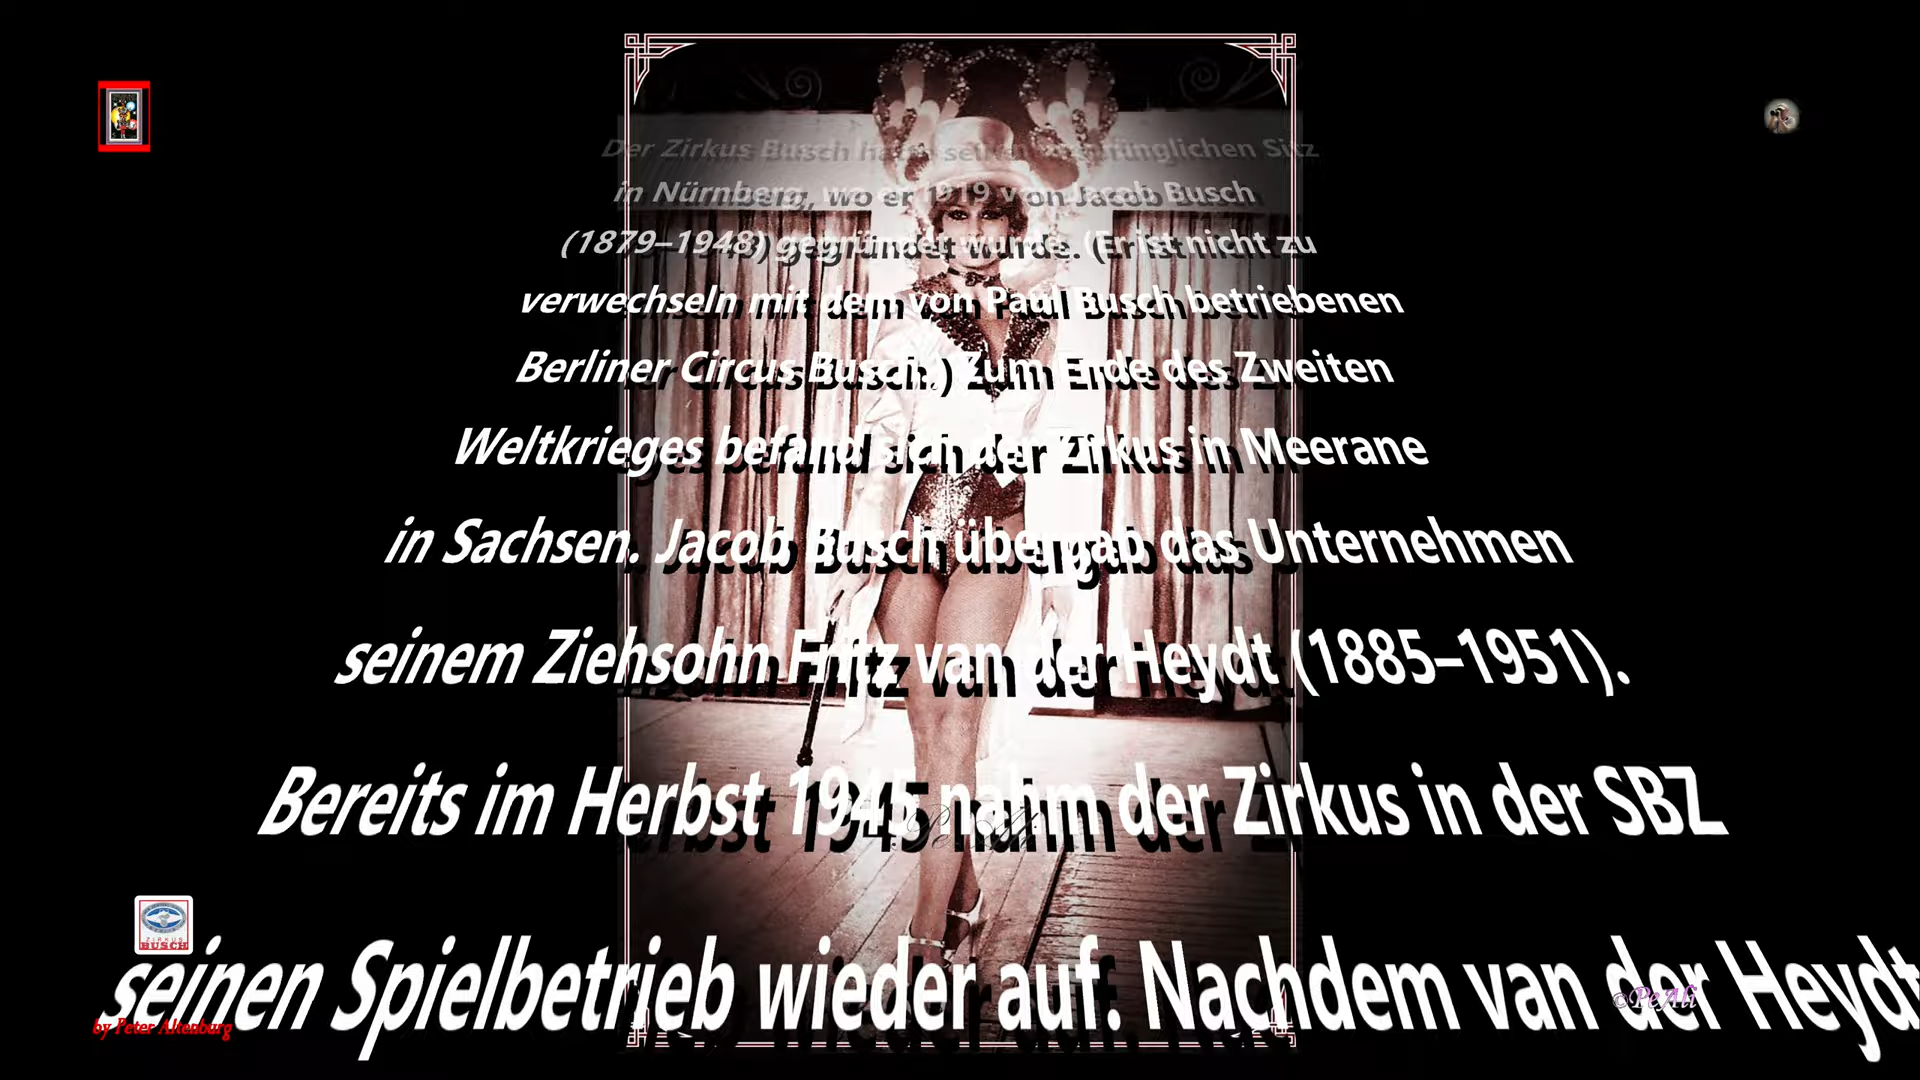 Der Zirkus Busch hatte seinen ursprünglichen Sitz
in Nürnberg, wo er 1919 von Jacob Busch
(1879–1948) gegründet wurde. (Er ist nicht zu
verwechseln mit dem von Paul Busch betriebenen
Berliner Circus Busch.) Zum Ende des Zweiten
Weltkrieges befand sich der Zirkus in Meerane
in Sachsen. Jacob Busch übergab das Unternehmen
seinem Ziehsohn Fritz van der Heydt (1885–1951).
Bereits im Herbst 1945 nahm der Zirkus in der SBZ
ZIRKUS
BUSCH
seinen Spielbetrieb wieder auf. Nachdem van der Heydt
©PeAli
by Peter Altenburg